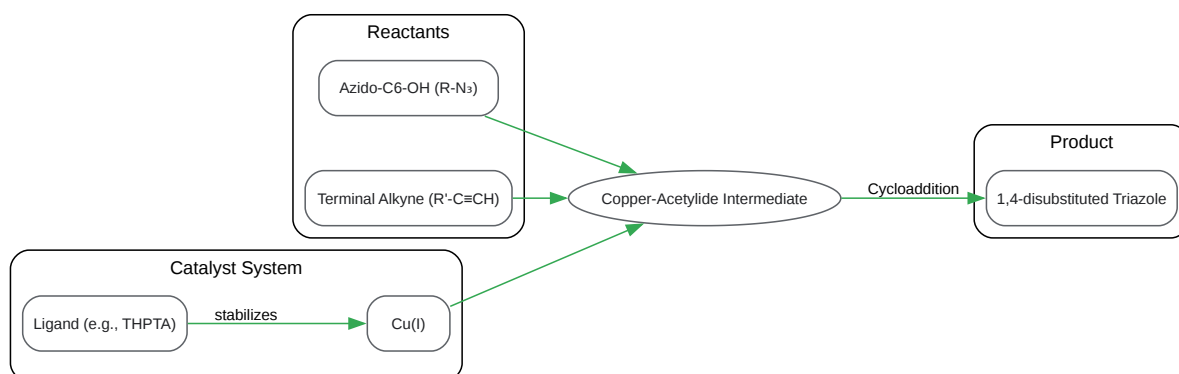 Reactants
Azido-C6-OH (R-N₃)
Terminal Alkyne (R'-C≡CH)
Copper-Acetylide Intermediate
Cycloaddition
Product
1,4-disubstituted Triazole
Catalyst System
Ligand (e.g., THPTA)
stabilizes
Cu(I)